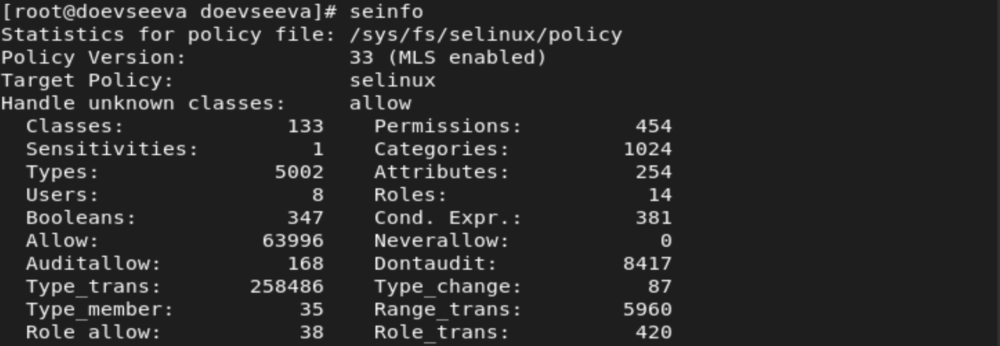 [root@doevseeva doevseeva]# seinfo
Statistics for policy file: /sys/fs/selinux/policy
Policy Version:             33 (MLS enabled)
Target Policy:              selinux
Handle unknown classes:     allow
  Classes:             133    Permissions:         454
  Sensitivities:         1    Categories:         1024
  Types:              5002    Attributes:          254
  Users:                 8    Roles:                14
  Booleans:            347    Cond. Expr.:         381
  Allow:             63996    Neverallow:            0
  Auditallow:          168    Dontaudit:          8417
  Type_trans:       258486    Type_change:          87
  Type_member:          35    Range_trans:        5960
  Role allow:           38    Role_trans:          420